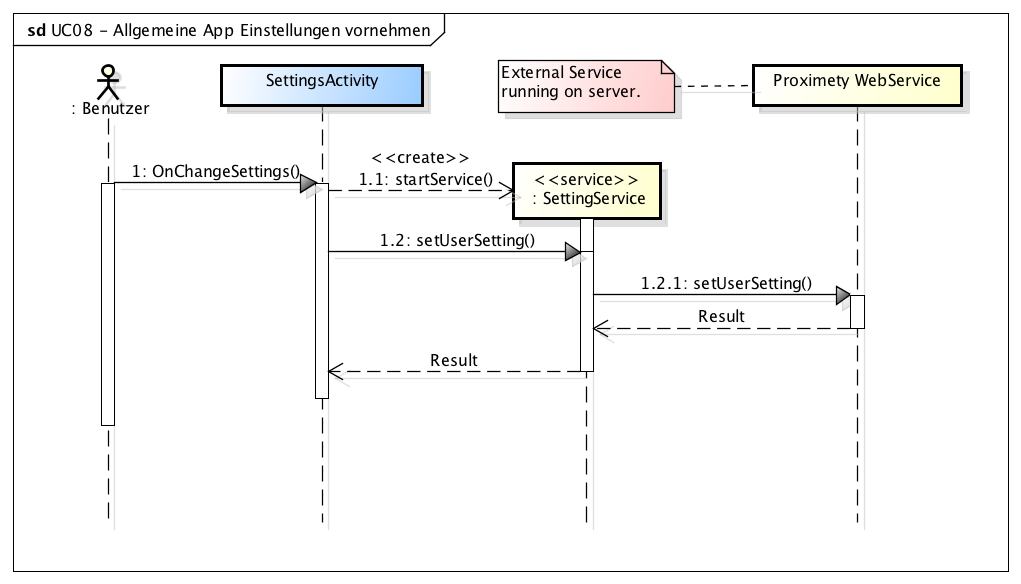 sd UC08 – Allgemeine App Einstellungen vornehmen
: Benutzer
SettingsActivity
External Service
running on server.
Proximety WebService
1: OnChangeSettings()
<<create>>
1.1: startService()
<<service>>
: SettingService
1.2: setUserSetting()
1.2.1: setUserSetting()
Result
Result